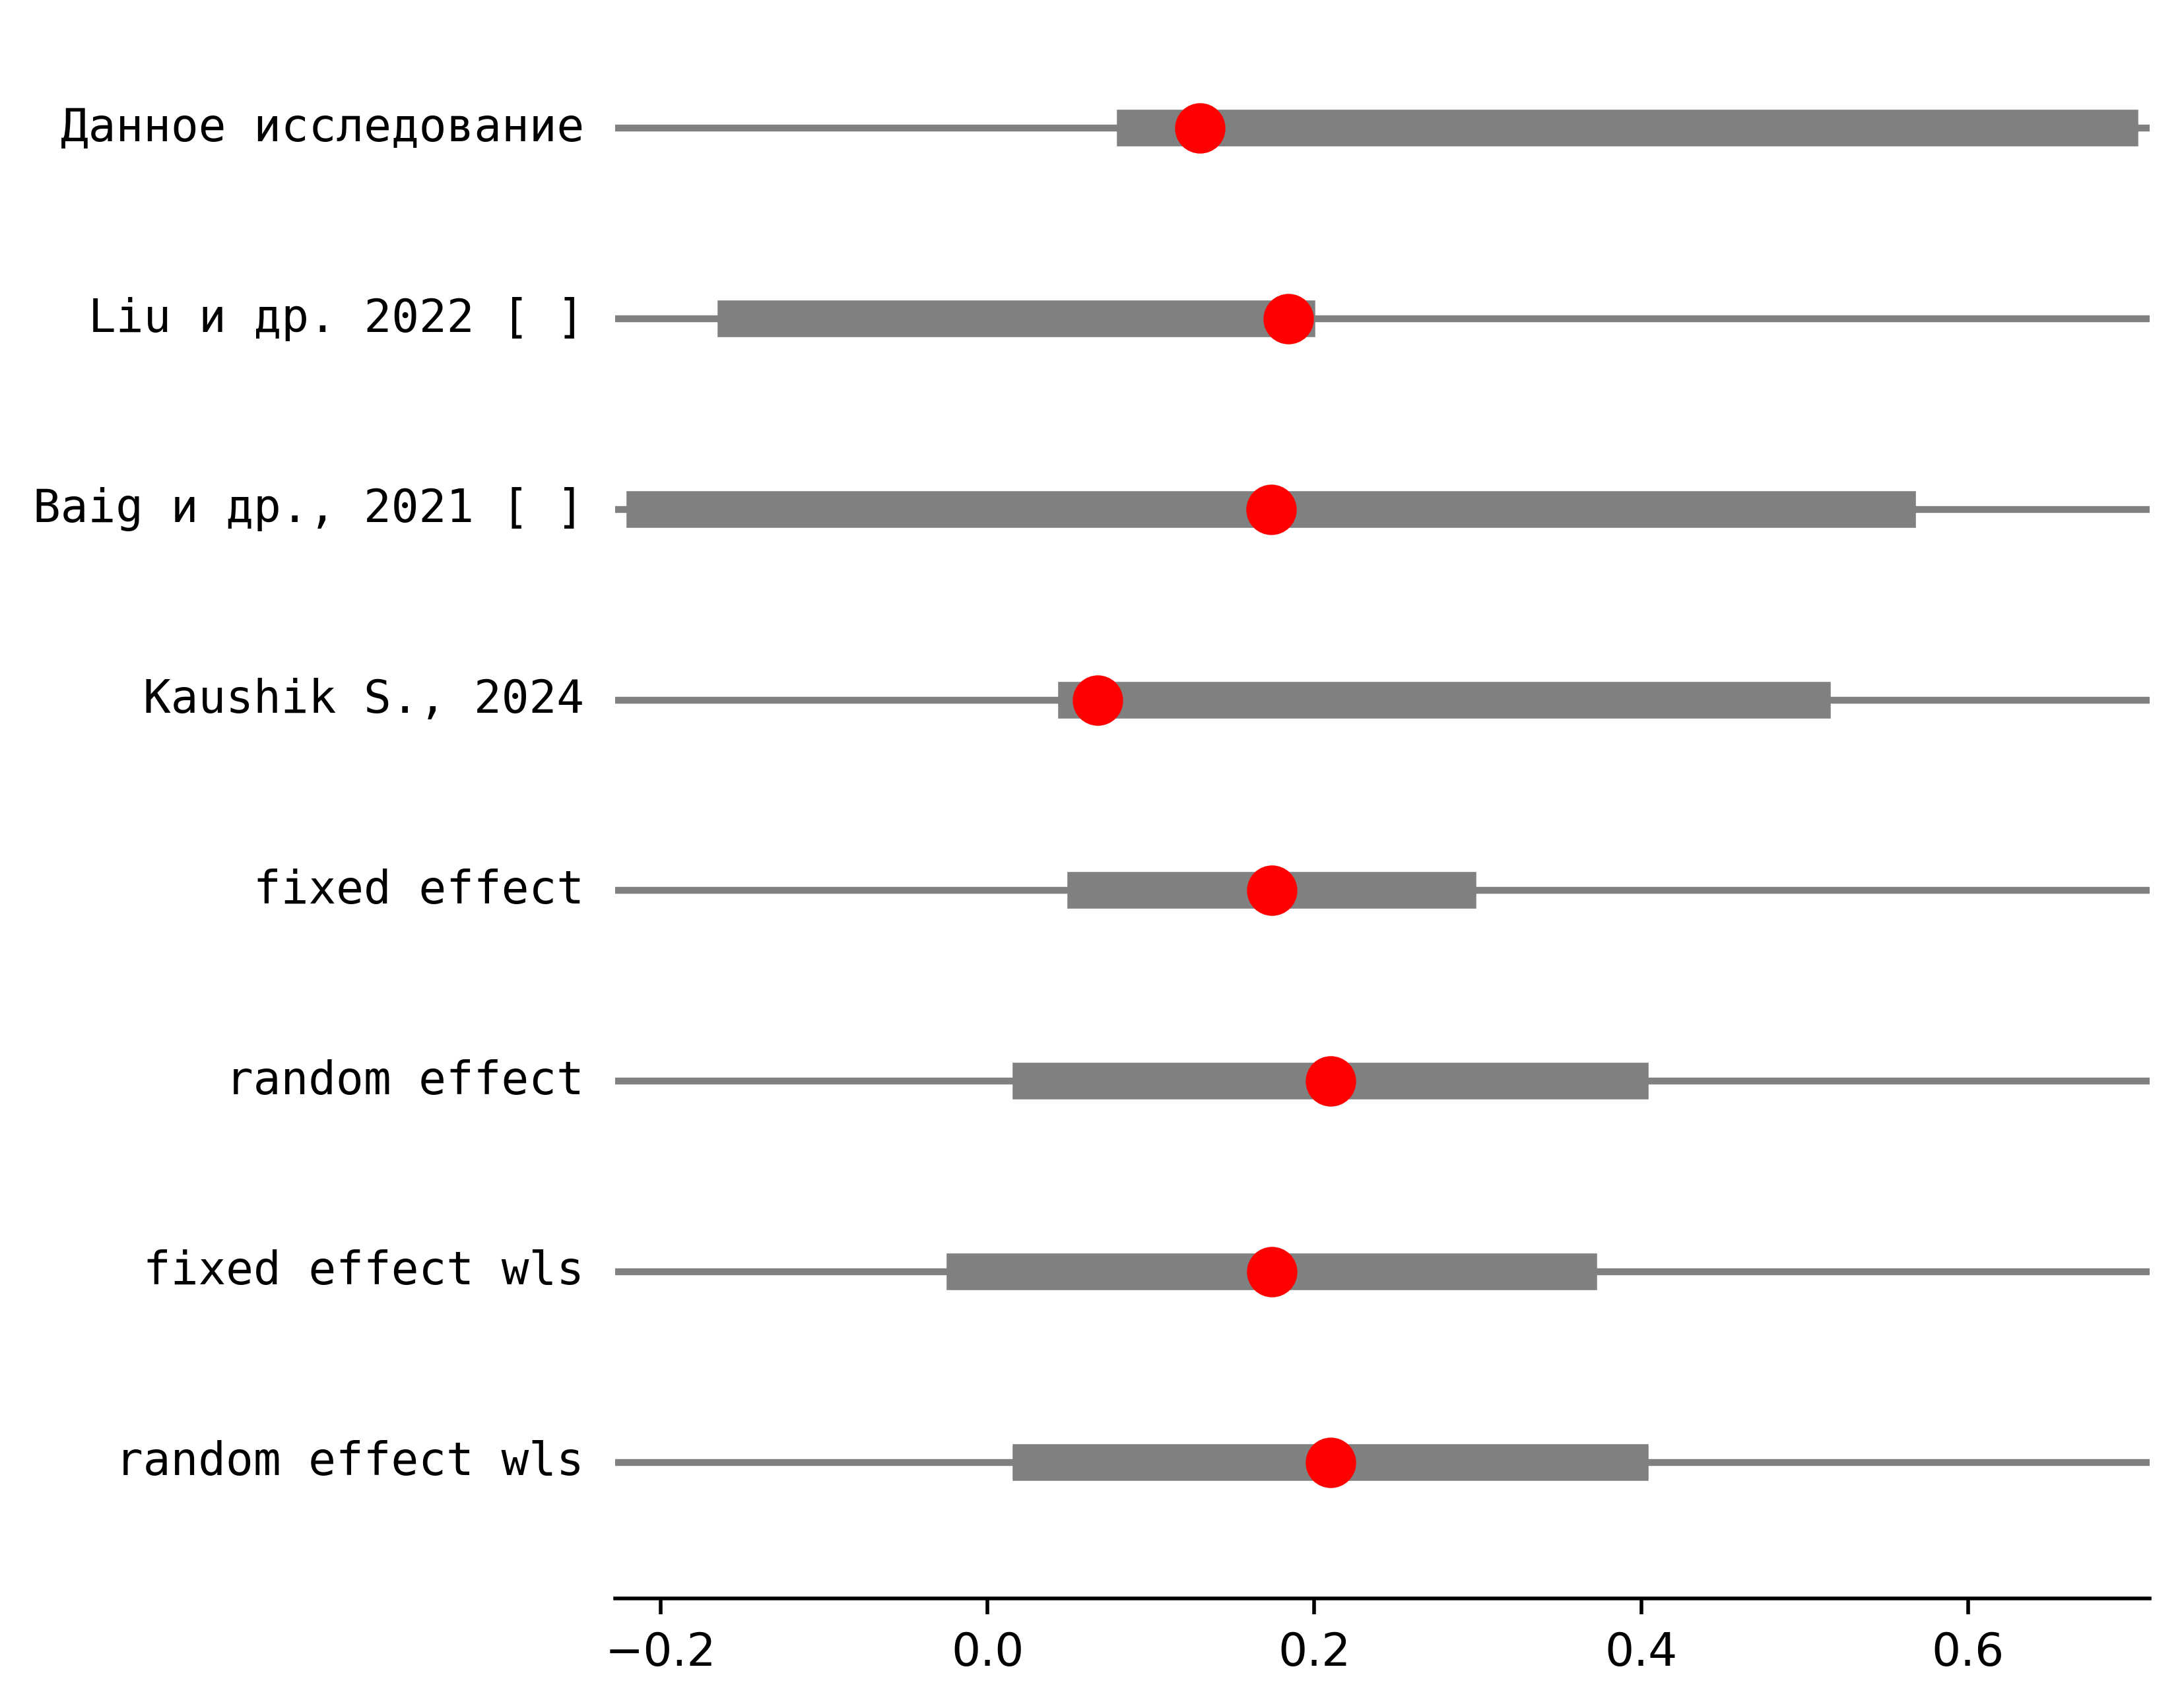 Данное исследование
Liu и др. 2022 [ ]
Baig и др., 2021 [ ]
Kaushik S., 2024
fixed effect
random effect
fixed effect wls
random effect wls
−0.2 0.0 0.2 0.4 0.6